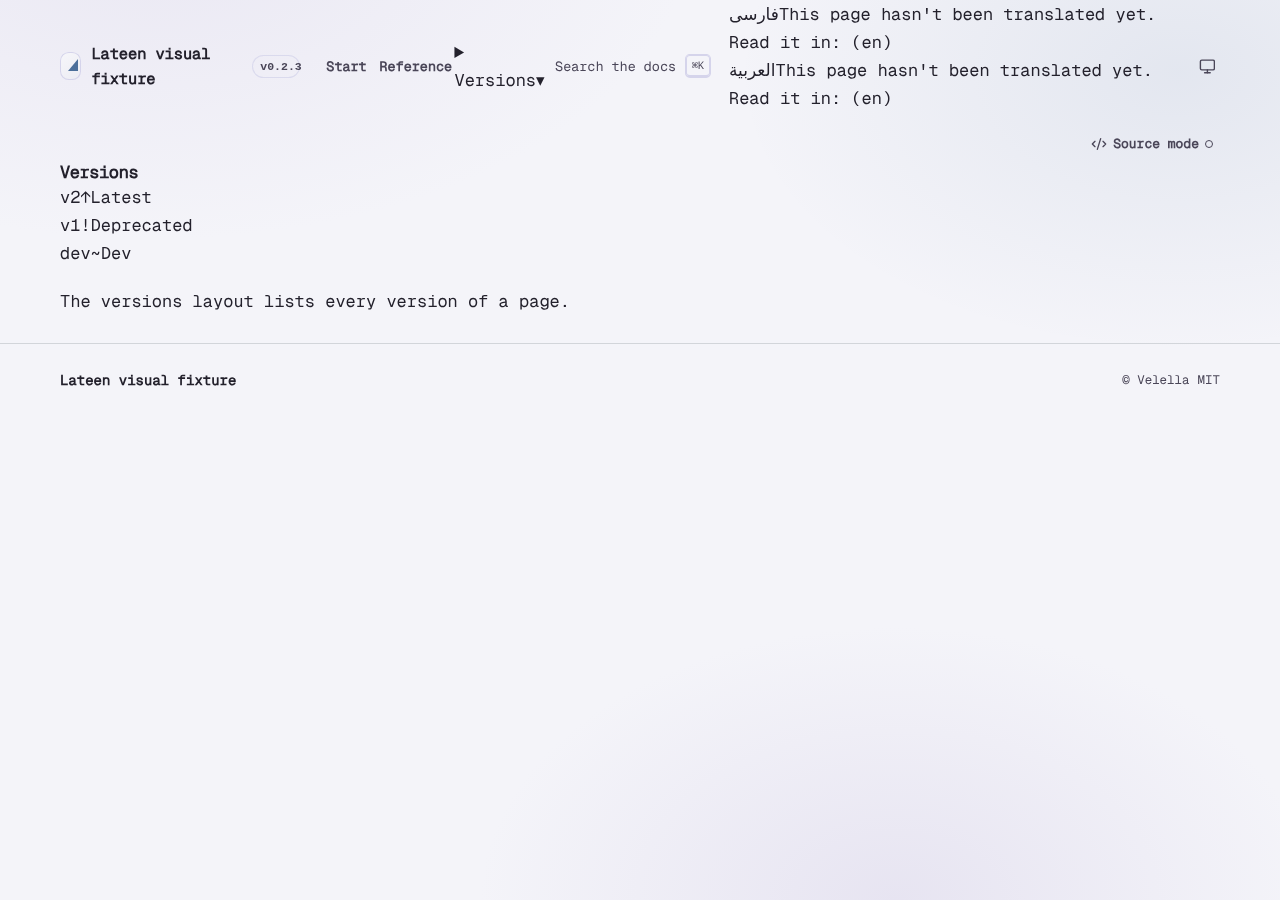 فارسیThis page hasn't been translated yet.
Read it in: (en)
العربيةThis page hasn't been translated yet.
Read it in: (en)
Lateen visual
fixture
v0.2.3
Start Reference
▶
Versions▾
Search the docs ⌘K
</> Source mode
Versions
v2↑Latest
v1!Deprecated
dev~Dev
The versions layout lists every version of a page.
Lateen visual fixture
© Velella MIT